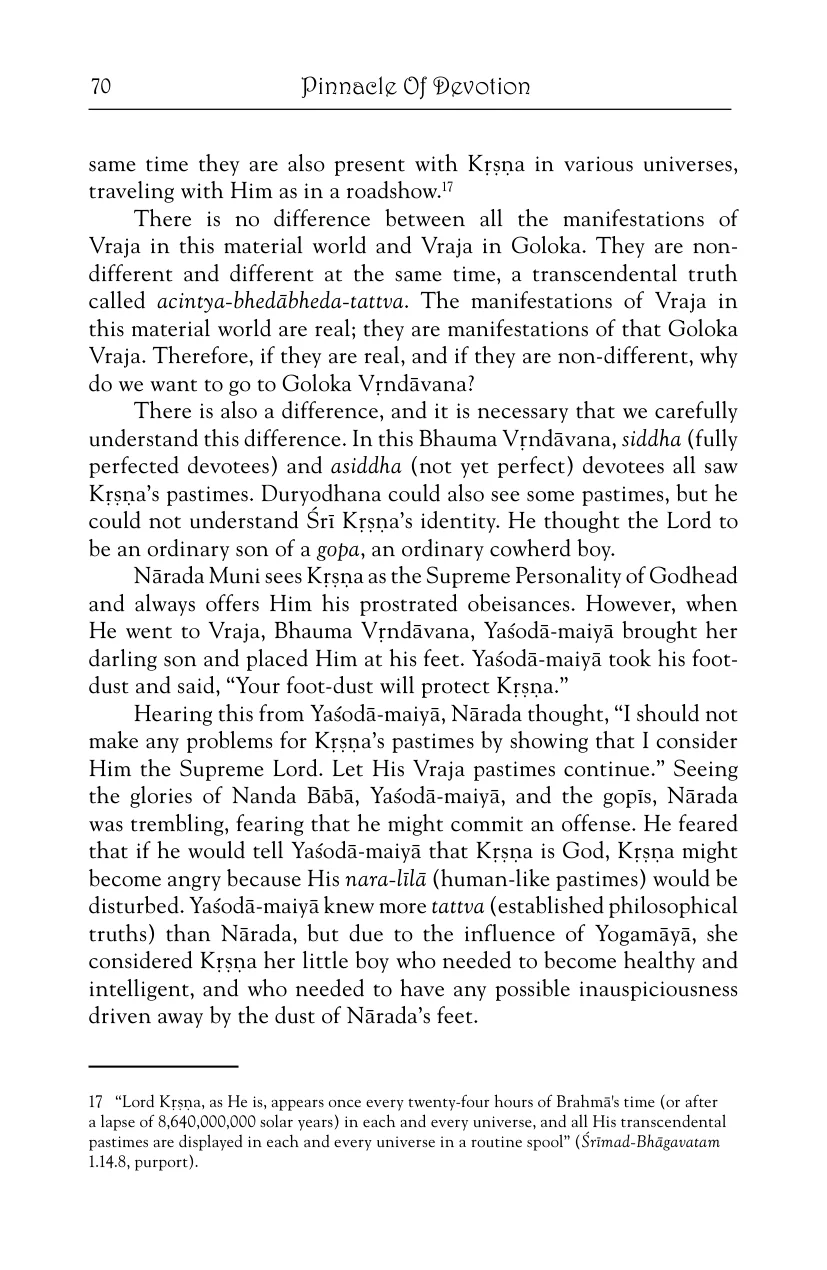 70 Pinnacle Of Devotion
same time they are also present with Kṛṣṇa in various universes,
traveling with Him as in a roadshow.17
There is no difference between all the manifestations of
Vraja in this material world and Vraja in Goloka. They are non-
different and different at the same time, a transcendental truth
called acintya-bhedābheda-tattva. The manifestations of Vraja in
this material world are real; they are manifestations of that Goloka
Vraja. Therefore, if they are real, and if they are non-different, why
do we want to go to Goloka Vṛndāvana?
There is also a difference, and it is necessary that we carefully
understand this difference. In this Bhauma Vṛndāvana, siddha (fully
perfected devotees) and asiddha (not yet perfect) devotees all saw
Kṛṣṇa’s pastimes. Duryodhana could also see some pastimes, but he
could not understand Śrī Kṛṣṇa’s identity. He thought the Lord to
be an ordinary son of a gopa, an ordinary cowherd boy.
Nārada Muni sees Kṛṣṇa as the Supreme Personality of Godhead
and always offers Him his prostrated obeisances. However, when
He went to Vraja, Bhauma Vṛndāvana, Yaśodā-maiyā brought her
darling son and placed Him at his feet. Yaśodā-maiyā took his foot-
dust and said, “Your foot-dust will protect Kṛṣṇa.”
Hearing this from Yaśodā-maiyā, Nārada thought, “I should not
make any problems for Kṛṣṇa’s pastimes by showing that I consider
Him the Supreme Lord. Let His Vraja pastimes continue.” Seeing
the glories of Nanda Bābā, Yaśodā-maiyā, and the gopīs, Nārada
was trembling, fearing that he might commit an offense. He feared
that if he would tell Yaśodā-maiyā that Kṛṣṇa is God, Kṛṣṇa might
become angry because His nara-līlā (human-like pastimes) would be
disturbed. Yaśodā-maiyā knew more tattva (established philosophical
truths) than Nārada, but due to the influence of Yogamāyā, she
considered Kṛṣṇa her little boy who needed to become healthy and
intelligent, and who needed to have any possible inauspiciousness
driven away by the dust of Nārada’s feet.
17 “Lord Kṛṣṇa, as He is, appears once every twenty-four hours of Brahmā's time (or after
a lapse of 8,640,000,000 solar years) in each and every universe, and all His transcendental
pastimes are displayed in each and every universe in a routine spool” (Śrīmad-Bhāgavatam
1.14.8, purport).